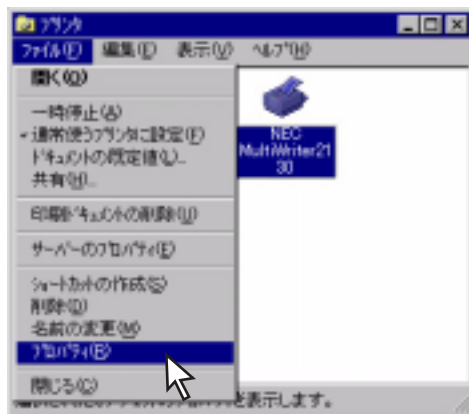 プリンタ
ファイル(F) 編集(E) 表示(V) ヘルプ(H)
開く(O)
一時停止(A)
通常使うプリンタに設定(F)
ドキュメントの既定値(L)...
共有(H)...
印刷ドキュメントの削除(U)
サーバーのプロパティ(E)
ショートカットの作成(S)
削除(D)
名前の変更(M)
プロパティ(R)
閉じる(C)
NEC
MultiWriter21
30
を表示します。